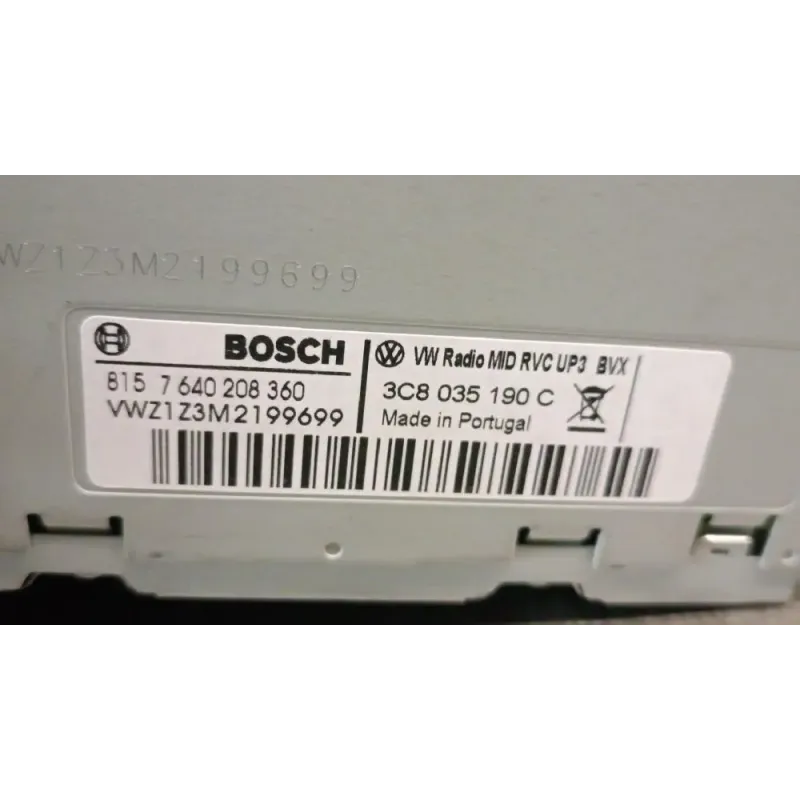 WZ1Z3M2199699
BOSCH
815 7 640 208 360
VWZ1Z3M2199699
VW Radio MID RVC UP3 BVX
3C8 035 190 C
Made in Portugal